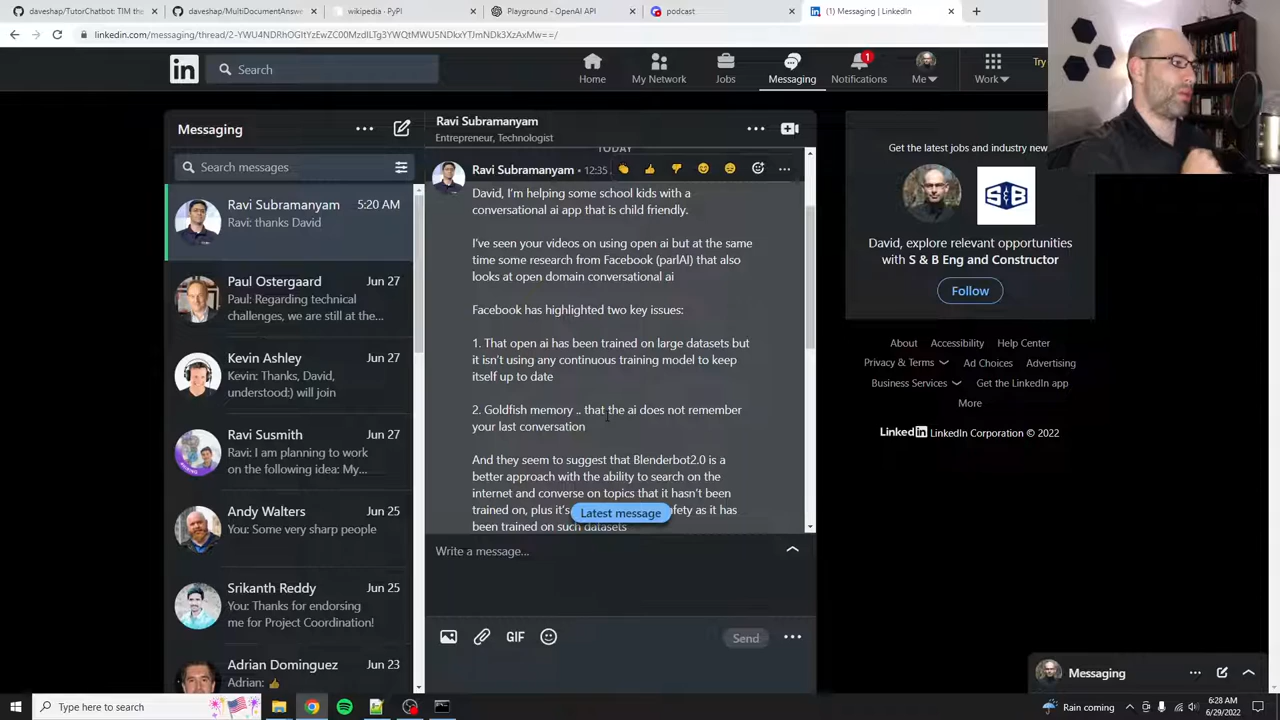 daveshap/TutorChatbot: TIM the
daveshap/MultiDocumentAnswe
wikipedia · PyPI
Playground - OpenAI API
podcast
(1) Messaging | LinkedIn
linkedin.com/messaging/thread/2-YWU4NDRhOGItYzEwZC00MzdlLTg3YWQtMWU5NDkxYTJmNDk3XzAxMw==/
Search
Home
My Network
Jobs
Messaging
1
Notifications
Me
Work
Try
Messaging
Search messages
Ravi Subramanyam
5:20 AM
Ravi: thanks David
Paul Ostergaard
Jun 27
Paul: Regarding technical
challenges, we are still at the...
Kevin Ashley
Jun 27
Kevin: Thanks, David,
understood:) will join
Ravi Susmith
Jun 27
Ravi: I am planning to work
on the following idea: My...
Andy Walters
Jun 25
You: Some very sharp people
Srikanth Reddy
Jun 25
You: Thanks for endorsing
me for Project Coordination!
Adrian Dominguez
Jun 23
Adrian: 👍
Ravi Subramanyam
Entrepreneur, Technologist
TODAY
Ravi Subramanyam • 12:35
David, I'm helping some school kids with a
conversational ai app that is child friendly.
I've seen your videos on using open ai but at the same
time some research from Facebook (parlAI) that also
looks at open domain conversational ai
Facebook has highlighted two key issues:
1. That open ai has been trained on large datasets but
it isn't using any continuous training model to keep
itself up to date
2. Goldfish memory .. that the ai does not remember
your last conversation
And they seem to suggest that Blenderbot2.0 is a
better approach with the ability to search on the
internet and converse on topics that it hasn't been
trained on, plus it's fety as it has
been trained on such datasets
Latest message
Write a message...
GIF
Send
Get the latest jobs and industry new
S&B
David, explore relevant opportunities
with S & B Eng and Constructor
Follow
About
Accessibility
Help Center
Privacy & Terms
Ad Choices
Advertising
Business Services
Get the LinkedIn app
More
LinkedIn LinkedIn Corporation © 2022
Messaging
Type here to search
Rain coming
6:28 AM
6/29/2022